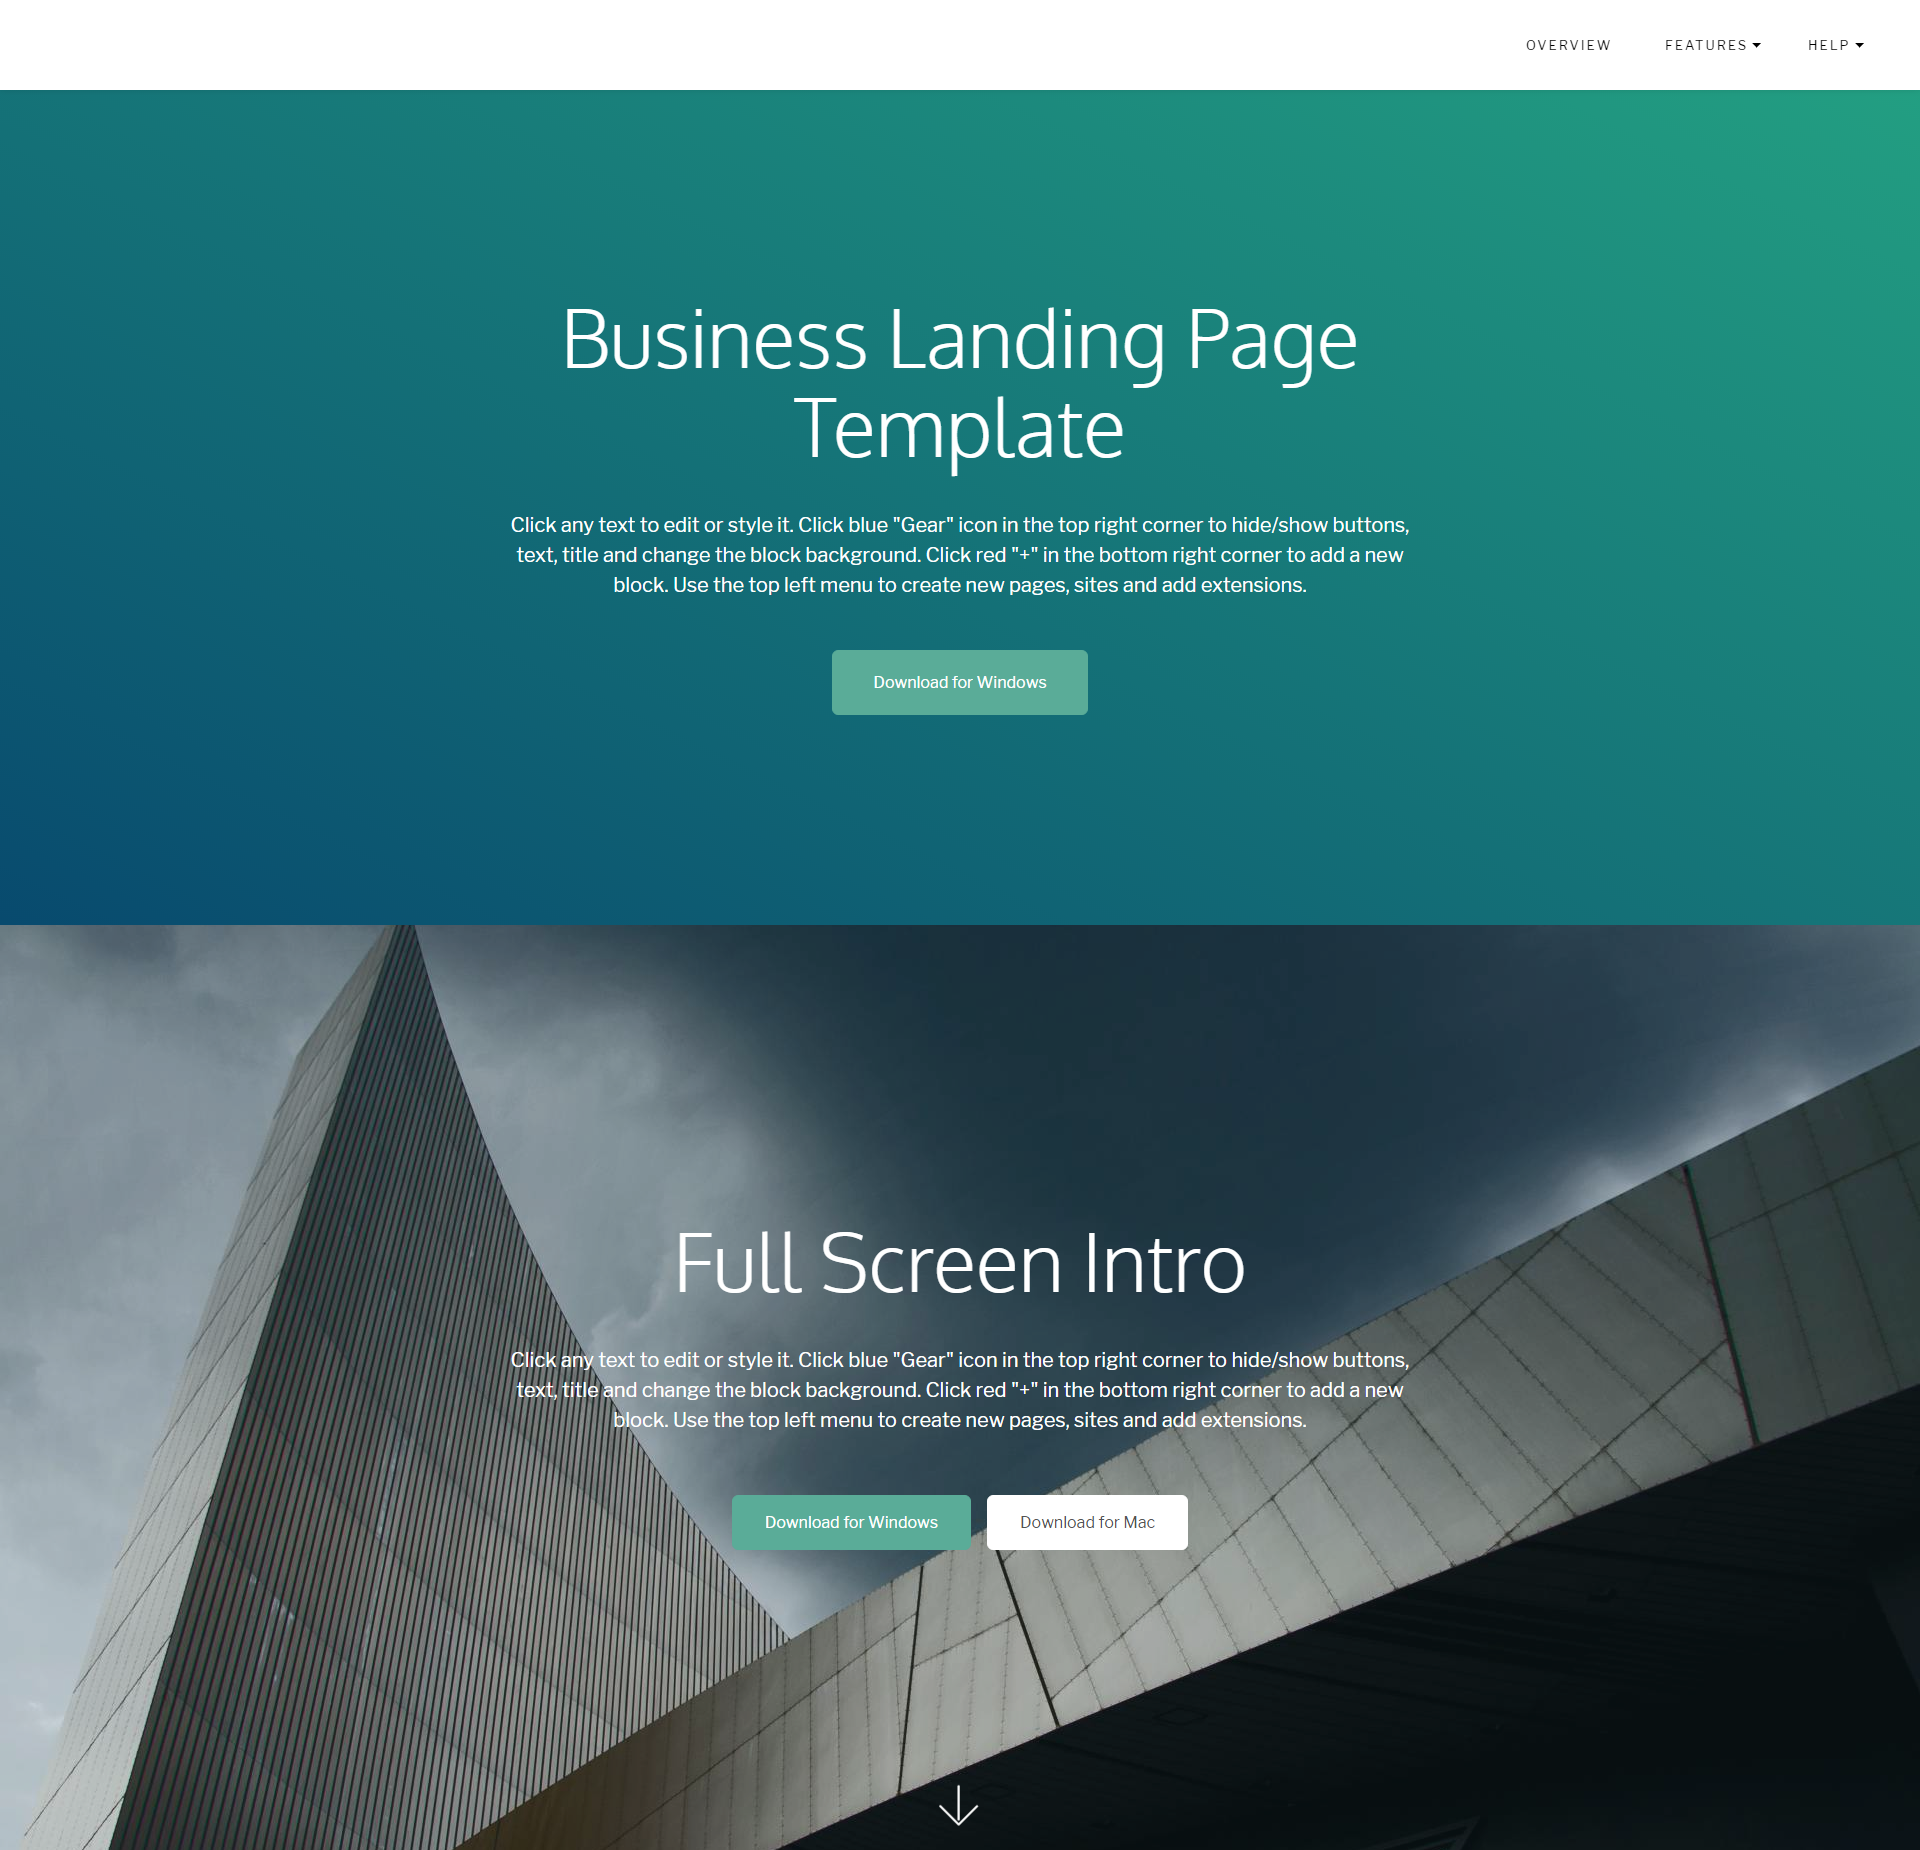 OVERVIEW FEATURES HELP
Business Landing Page
Template
Click any text to edit or style it. Click blue "Gear" icon in the top right corner to hide/show buttons,
text, title and change the block background. Click red "+" in the bottom right corner to add a new
block. Use the top left menu to create new pages, sites and add extensions.
Download for Windows
Full Screen Intro
Click any text to edit or style it. Click blue "Gear" icon in the top right corner to hide/show buttons,
text, title and change the block background. Click red "+" in the bottom right corner to add a new
block. Use the top left menu to create new pages, sites and add extensions.
Download for Windows Download for Mac